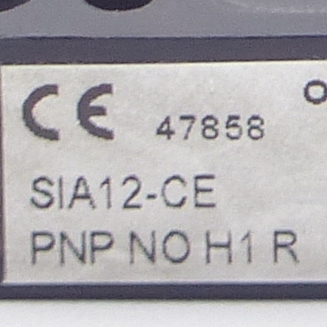 CE 47858
SIA12-CE
PNP NO H1 R